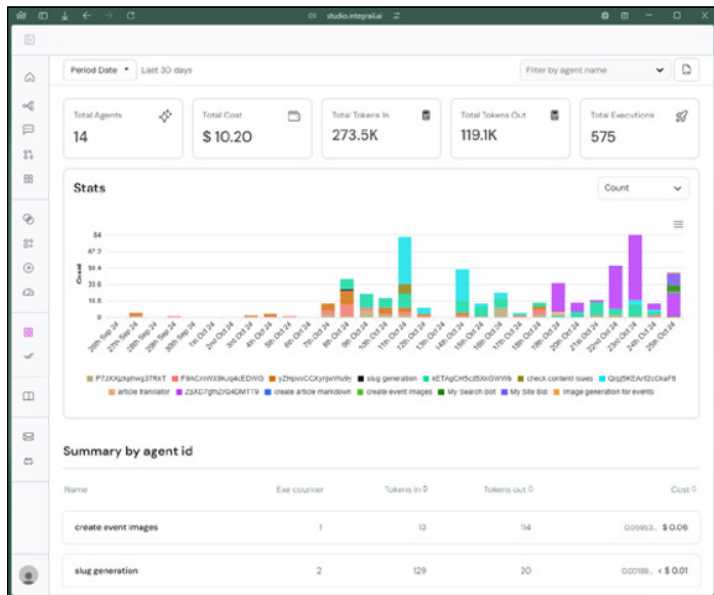 studio.integrail.ai
Period Date Last 30 days Filter by agent name
Total Agents Total Cost Total Tokens In Total Tokens Out Total Executions
14 $ 10.20 273.5K 119.1K 575
Stats Count
84
67.2
50.4
33.6
16.8
0
Count
26th Sep 24 27th Sep 24 28th Sep 24 29th Sep 24 30th Sep 24 1st Oct 24 2nd Oct 24 3rd Oct 24 4th Oct 24 5th Oct 24 6th Oct 24 7th Oct 24 8th Oct 24 9th Oct 24 10th Oct 24 11th Oct 24 12th Oct 24 13th Oct 24 14th Oct 24 15th Oct 24 16th Oct 24 17th Oct 24 18th Oct 24 19th Oct 24 20th Oct 24 21st Oct 24 22nd Oct 24 23rd Oct 24 24th Oct 24 25th Oct 24
slug generation check content issues
article translator create article markdown create event images My Search Bot My Site Bot Image generation for events
Summary by agent id
Name Exe counter Tokens in Tokens out Cost
create event images 1 13 114 $ 0.06
slug generation 2 129 20 < $ 0.01